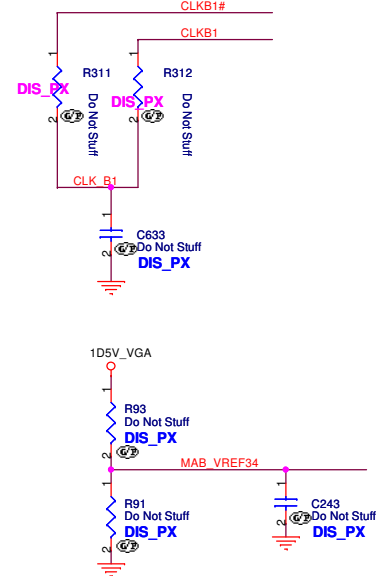 CLKB1#
CLKB1
1
1
R311
R312
DIS_PX
DIS_PX
2
G/P
2
G/P
Do Not Stuff
Do Not Stuff
CLK_B1
1
C633
2
G/P
Do Not Stuff
DIS_PX
1D5V_VGA
1
R93
Do Not Stuff
DIS_PX
2
G/P
MAB_VREF34
1
R91
Do Not Stuff
DIS_PX
2
G/P
1
C243
2
G/P
Do Not Stuff
DIS_PX